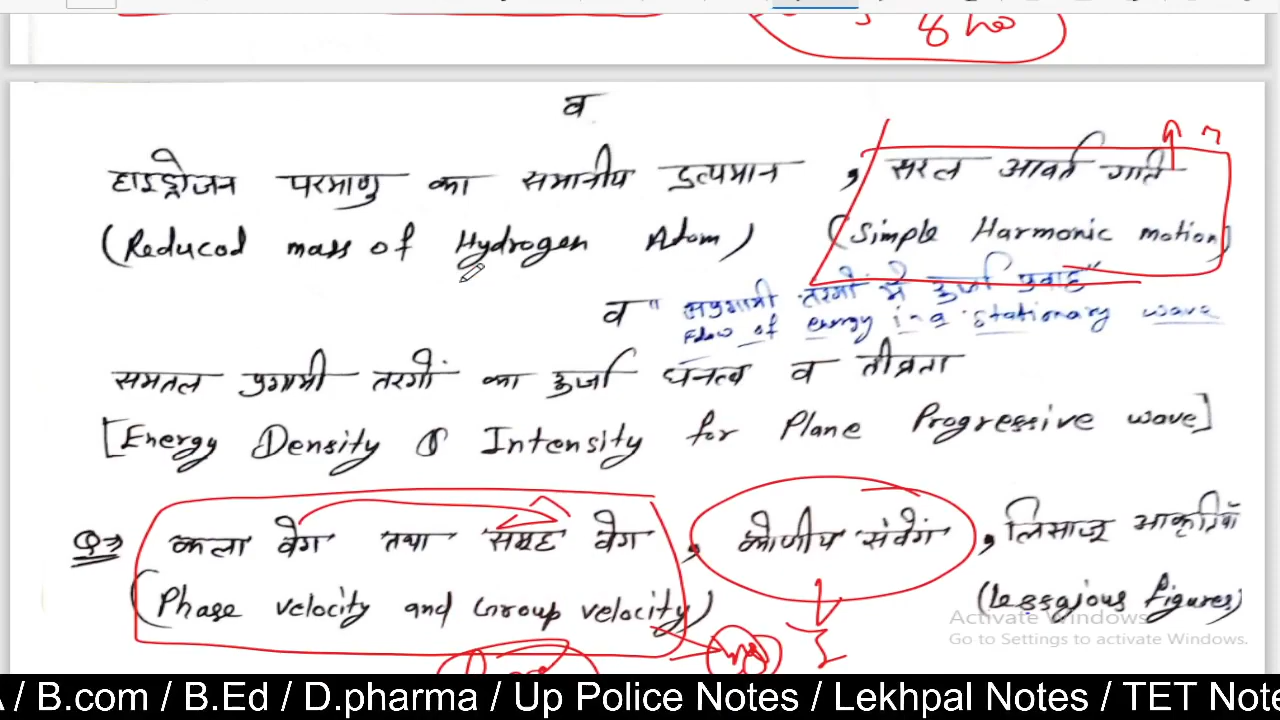 व
हाइड्रोजन परमाणु का समानीय द्रव्यमान , सरल आवर्त गति
(Reduced mass of Hydrogen Atom) (Simple Harmonic motion)
व " अप्रगामी तरंगों में ऊर्जा प्रवाह"
Flow of energy in a stationary wave
समतल प्रगामी तरंगों का ऊर्जा घनत्व व तीव्रता
[Energy Density & Intensity for Plane Progressive wave]
Q⇒ कला वेग तथा समूह वेग , कोणीय संवेग , लिसाजू आकृतियाँ
(Phase velocity and Group velocity) (Lessajous figures)
Activate Windows
Go to Settings to activate Windows.
/ B.com / B.Ed / D.pharma / Up Police Notes / Lekhpal Notes / TET Note